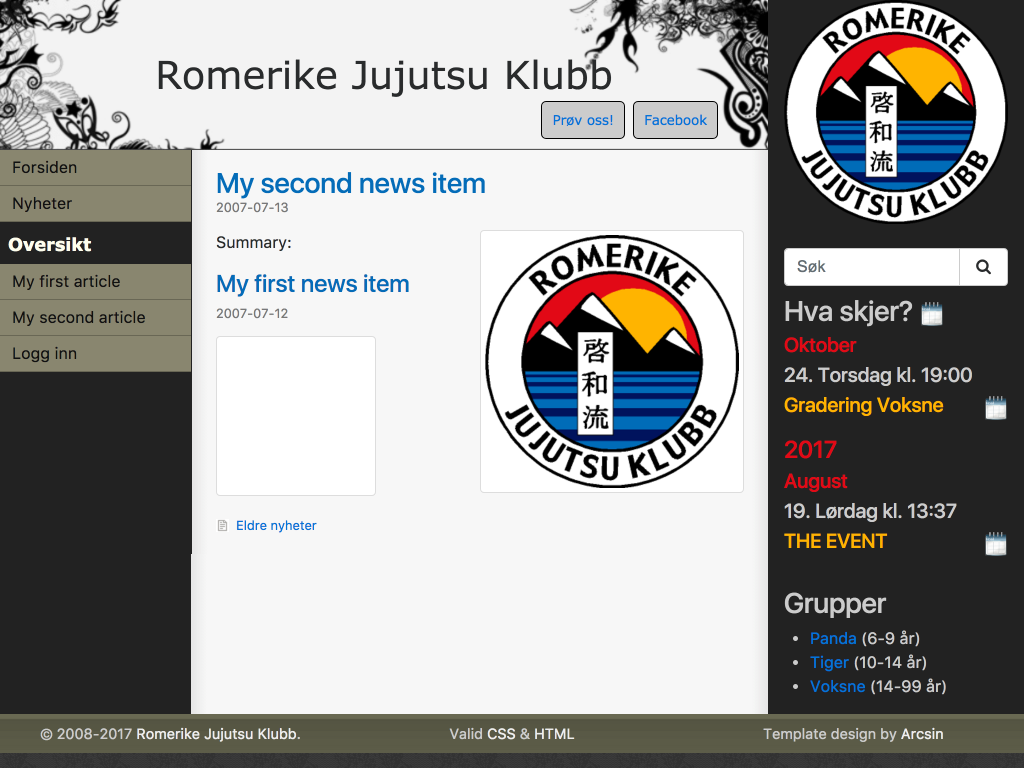 Romerike Jujutsu Klubb
Prøv oss!
Facebook
Forsiden
Nyheter
Oversikt
My first article
My second article
Logg inn
My second news item
2007-07-13
Summary:
ROMERIKE
啓和流
JUJUTSU KLUBB
My first news item
2007-07-12
Eldre nyheter
ROMERIKE
啓和流
JUJUTSU KLUBB
Søk
Hva skjer?
Oktober
24. Torsdag kl. 19:00
Gradering Voksne
2017
August
19. Lørdag kl. 13:37
THE EVENT
Grupper
Panda (6-9 år)
Tiger (10-14 år)
Voksne (14-99 år)
© 2008-2017 Romerike Jujutsu Klubb.
Valid CSS & HTML
Template design by Arcsin